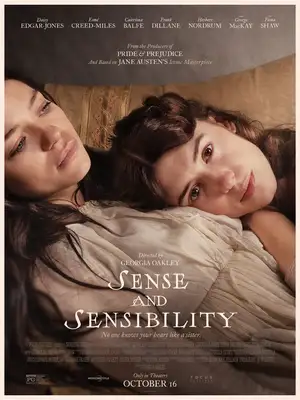 Daisy
EDGAR-JONES
Esmé
CREED-MILES
Caitríona
BALFE
Frank
DILLANE
Herbert
NORDRUM
George
MacKAY
Fiona
SHAW
From the Producers of
PRIDE & PREJUDICE
And Based on JANE AUSTEN'S Iconic Masterpiece
Directed by
GEORGIA OAKLEY
SENSE
AND
SENSIBILITY
No one knows your heart like a sister.
PG
FOCUS
Only in Theaters
OCTOBER 16